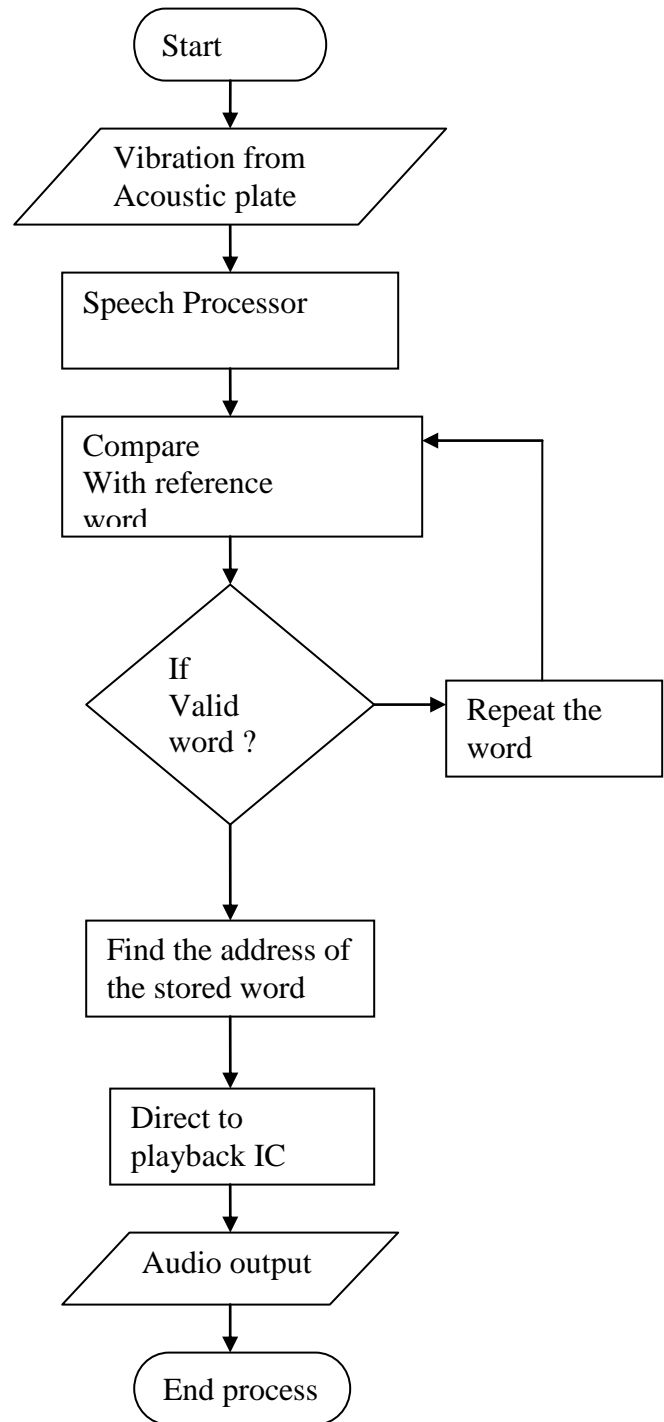 Start
Vibration from
Acoustic plate
Speech Processor
Compare
With reference
word
If
Valid
word ?
Repeat the
word
Find the address of
the stored word
Direct to
playback IC
Audio output
End process